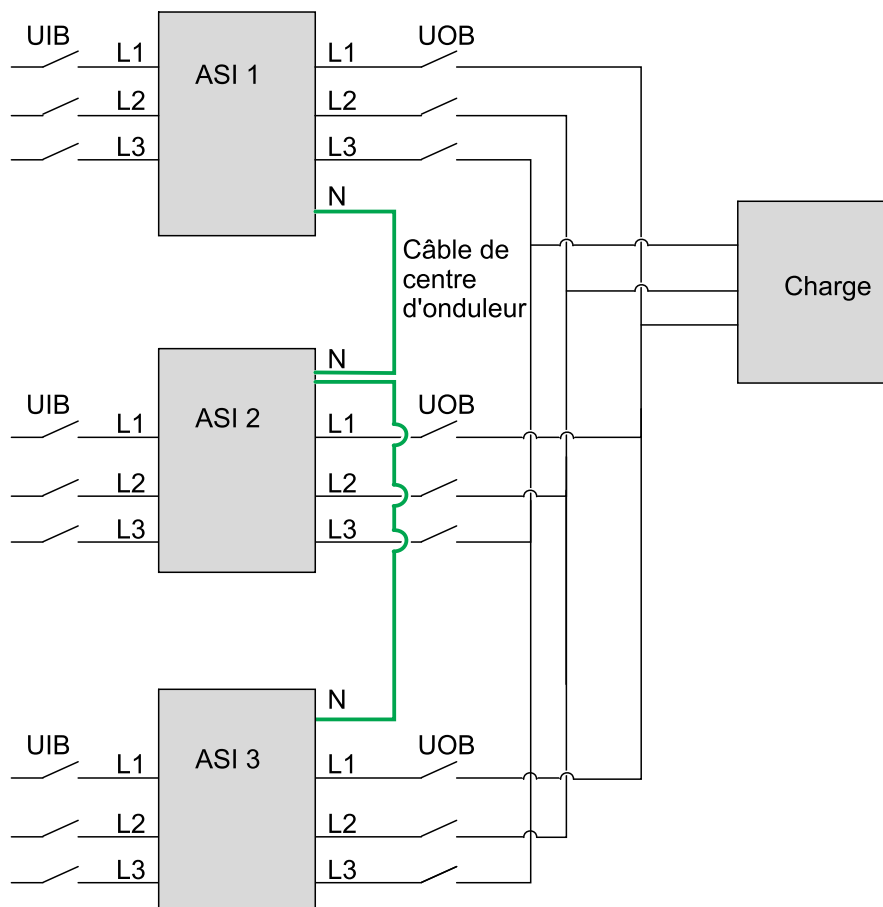 UIB
L1
ASI 1
L1
UOB
L2
L2
L3
L3
N
Câble de
centre
d'onduleur
Charge
N
UIB
L1
ASI 2
L1
UOB
L2
L2
L3
L3
N
UIB
L1
ASI 3
L1
UOB
L2
L2
L3
L3